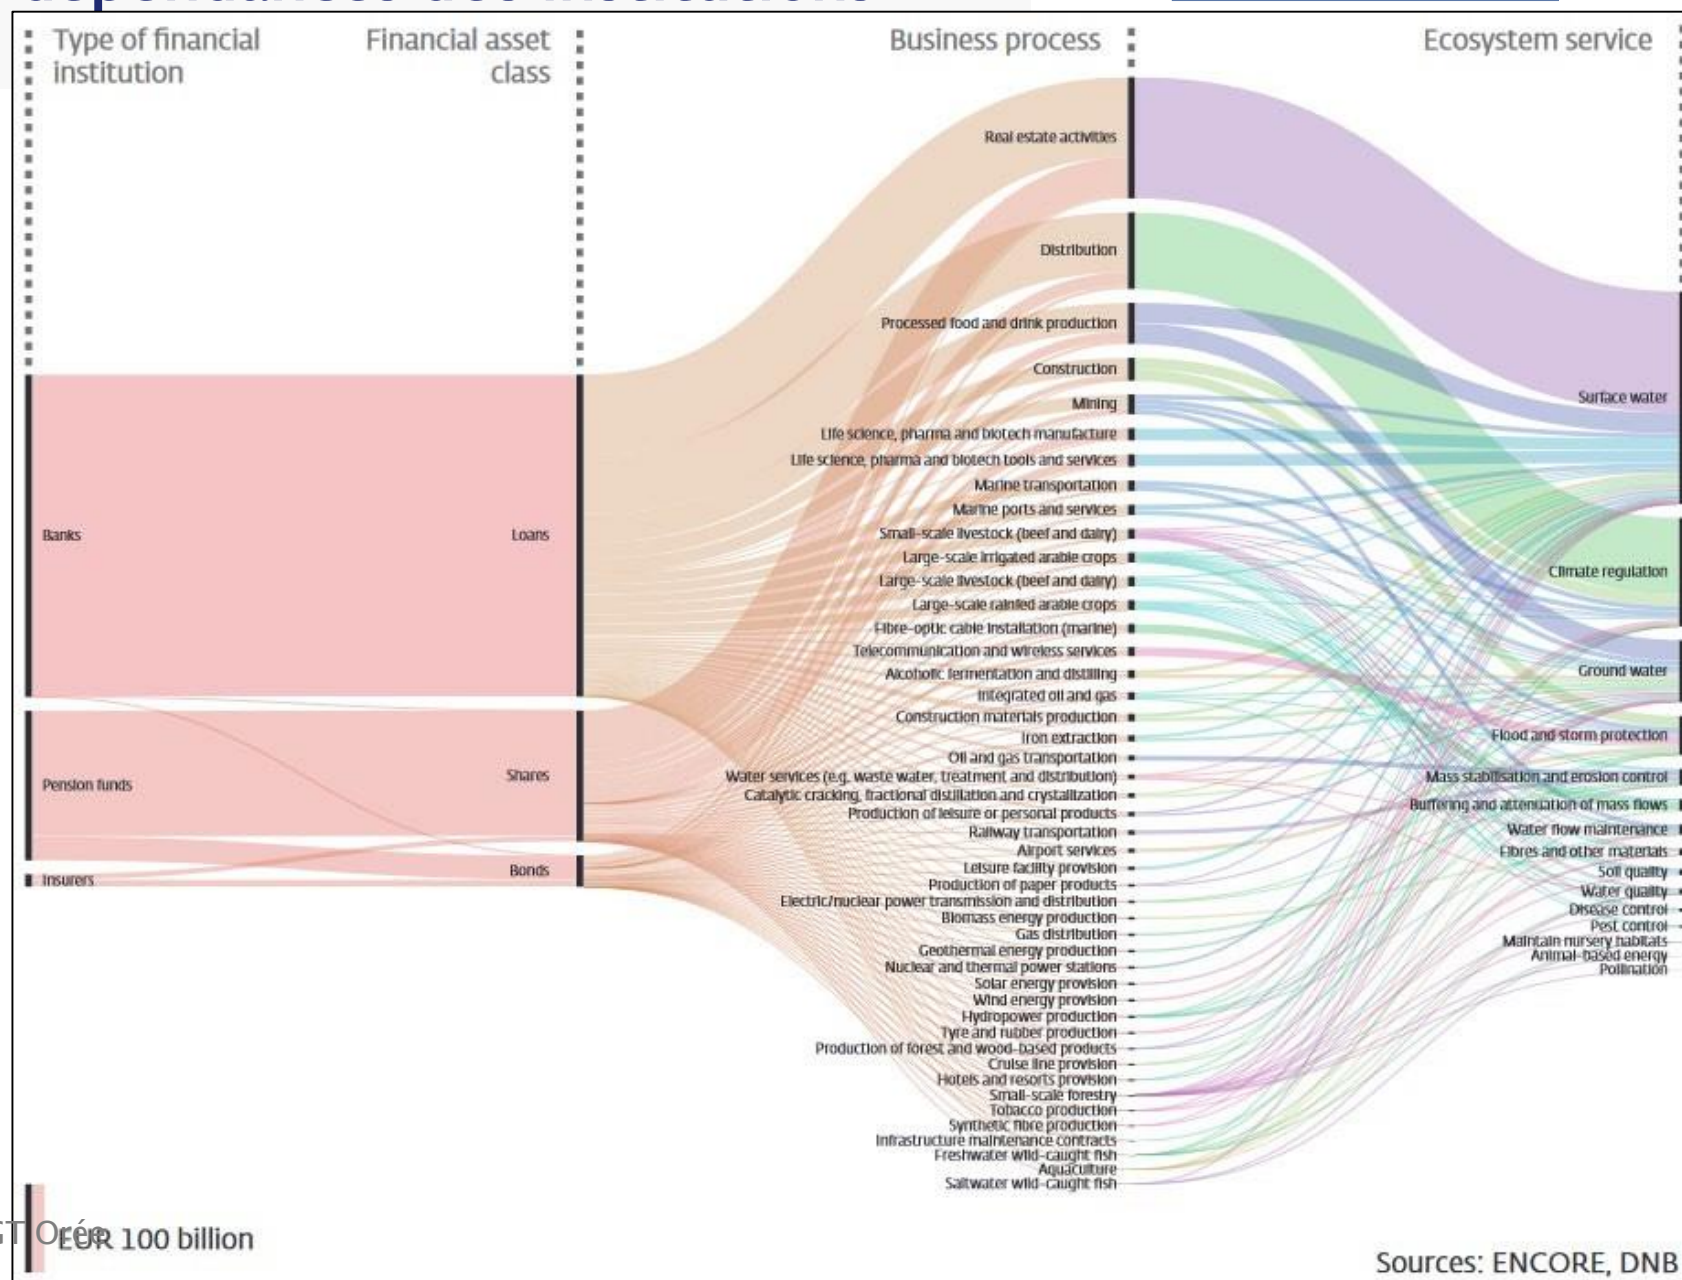 Type of financial
institution
Financial asset
class
Business process
Ecosystem service
Banks
Pension funds
Insurers
Loans
Shares
Bonds
Real estate activities
Distribution
Processed food and drink production
Construction
Mining
Life science, pharma and biotech manufacture
Life science, pharma and biotech tools and services
Marine transportation
Marine ports and services
Small-scale livestock (beef and dairy)
Large-scale irrigated arable crops
Large-scale livestock (beef and dairy)
Large-scale rainfed arable crops
Fibre-optic cable installation (marine)
Telecommunication and wireless services
Alcoholic fermentation and distilling
Integrated oil and gas
Construction materials production
Iron extraction
Oil and gas transportation
Water services (e.g. waste water, treatment and distribution)
Catalytic cracking, fractional distillation and crystallization
Production of leisure or personal products
Railway transportation
Airport services
Leisure facility provision
Production of paper products
Electric/nuclear power transmission and distribution
Biomass energy production
Gas distribution
Geothermal energy production
Nuclear and thermal power stations
Solar energy provision
Wind energy provision
Hydropower production
Tyre and rubber production
Production of forest and wood-based products
Cruise line provision
Hotels and resorts provision
Small-scale forestry
Tobacco production
Synthetic fibre production
Infrastructure maintenance contracts
Freshwater wild-caught fish
Aquaculture
Saltwater wild-caught fish
Surface water
Climate regulation
Ground water
Flood and storm protection
Mass stabilisation and erosion control
Buffering and attenuation of mass flows
Water flow maintenance
Fibres and other materials
Soil quality
Water quality
Disease control
Pest control
Maintain nursery habitats
Animal-based energy
Pollination
GT Orée
EUR 100 billion
Sources: ENCORE, DNB